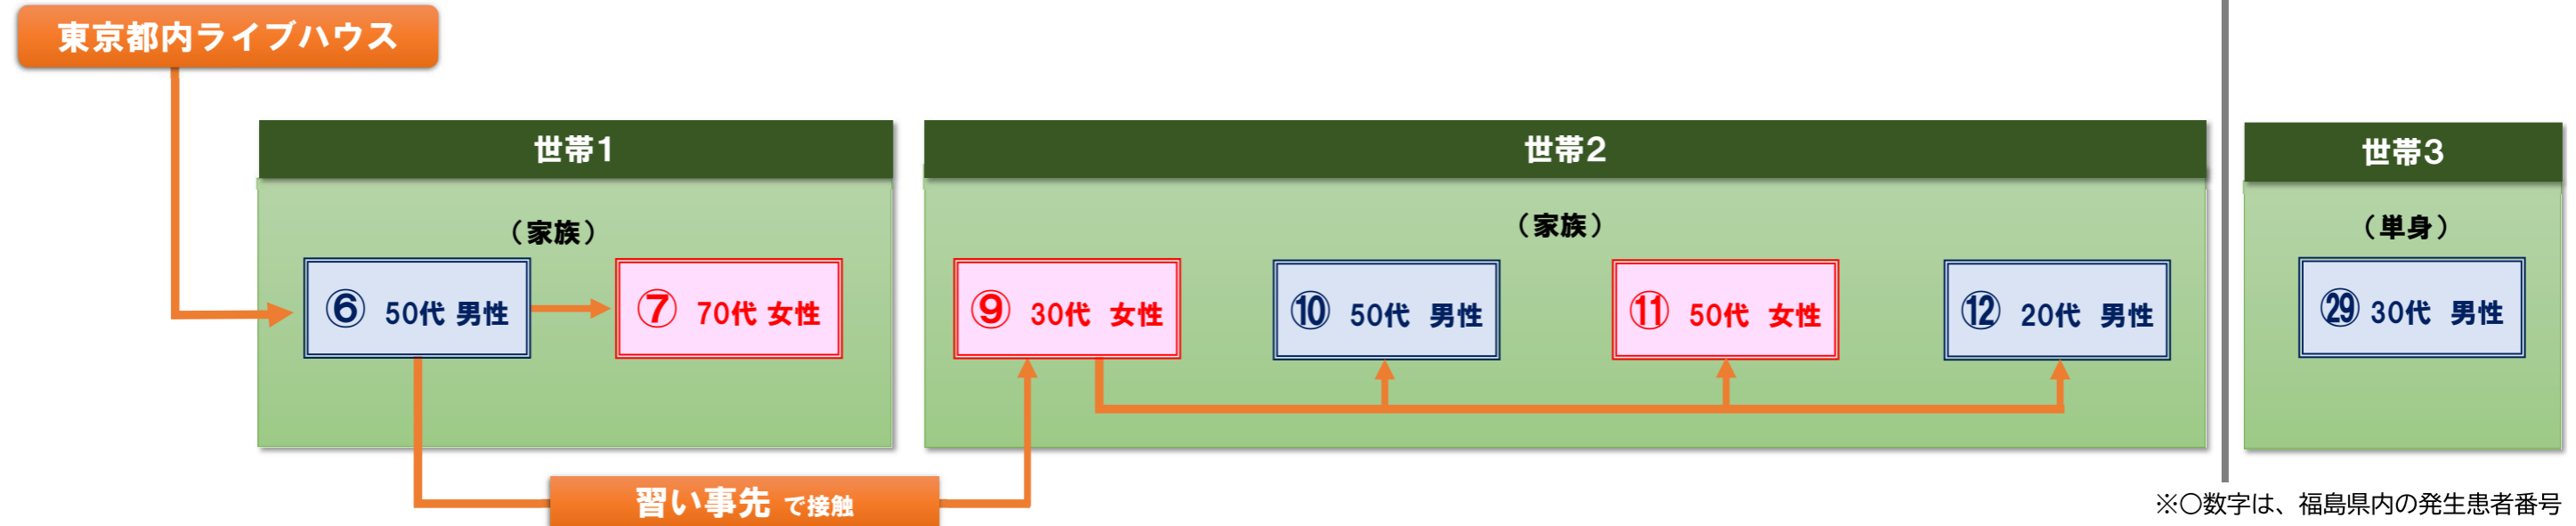 東京都内ライブハウス
世帯1
(家族)
⑥ 50代 男性
⑦ 70代 女性
世帯2
(家族)
⑨ 30代 女性
⑩ 50代 男性
⑪ 50代 女性
⑫ 20代 男性
世帯3
(単身)
㉙ 30代 男性
習い事先 で接触
※〇数字は、福島県内の発生患者番号